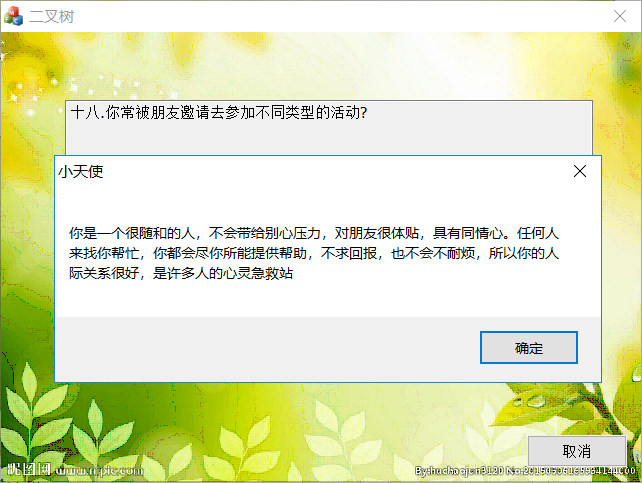 二叉树
十八.你常被朋友邀请去参加不同类型的活动?
小天使
你是一个很随和的人，不会带给别心压力，对朋友很体贴，具有同情心。任何人
来找你帮忙，你都会尽你所能提供帮助，不求回报，也不会不耐烦，所以你的人
际关系很好，是许多人的心灵急救站
确定
取消
昵图网 www.nipic.com